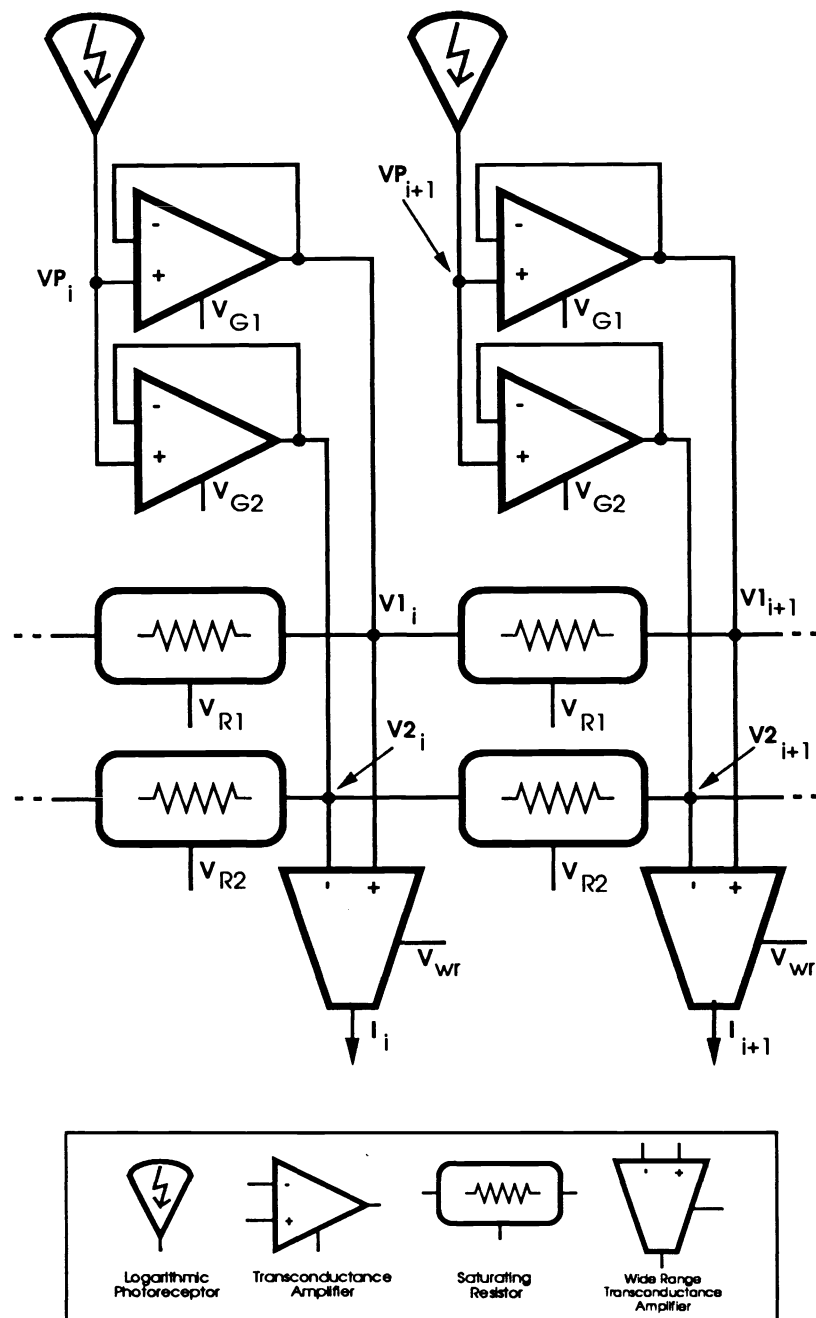 VP i+1
- -
VP i + +
V G1 V G1
- -
+ +
V G2 V G2
V1 i V1 i+1
V R1 V R1
V2 i V2 i+1
V R2 V R2
- + - +
V wr V wr
I i I i+1
- - +
+
Logarithmic Photoreceptor
Transconductance Amplifier
Saturating Resistor
Wide Range Transconductance Amplifier